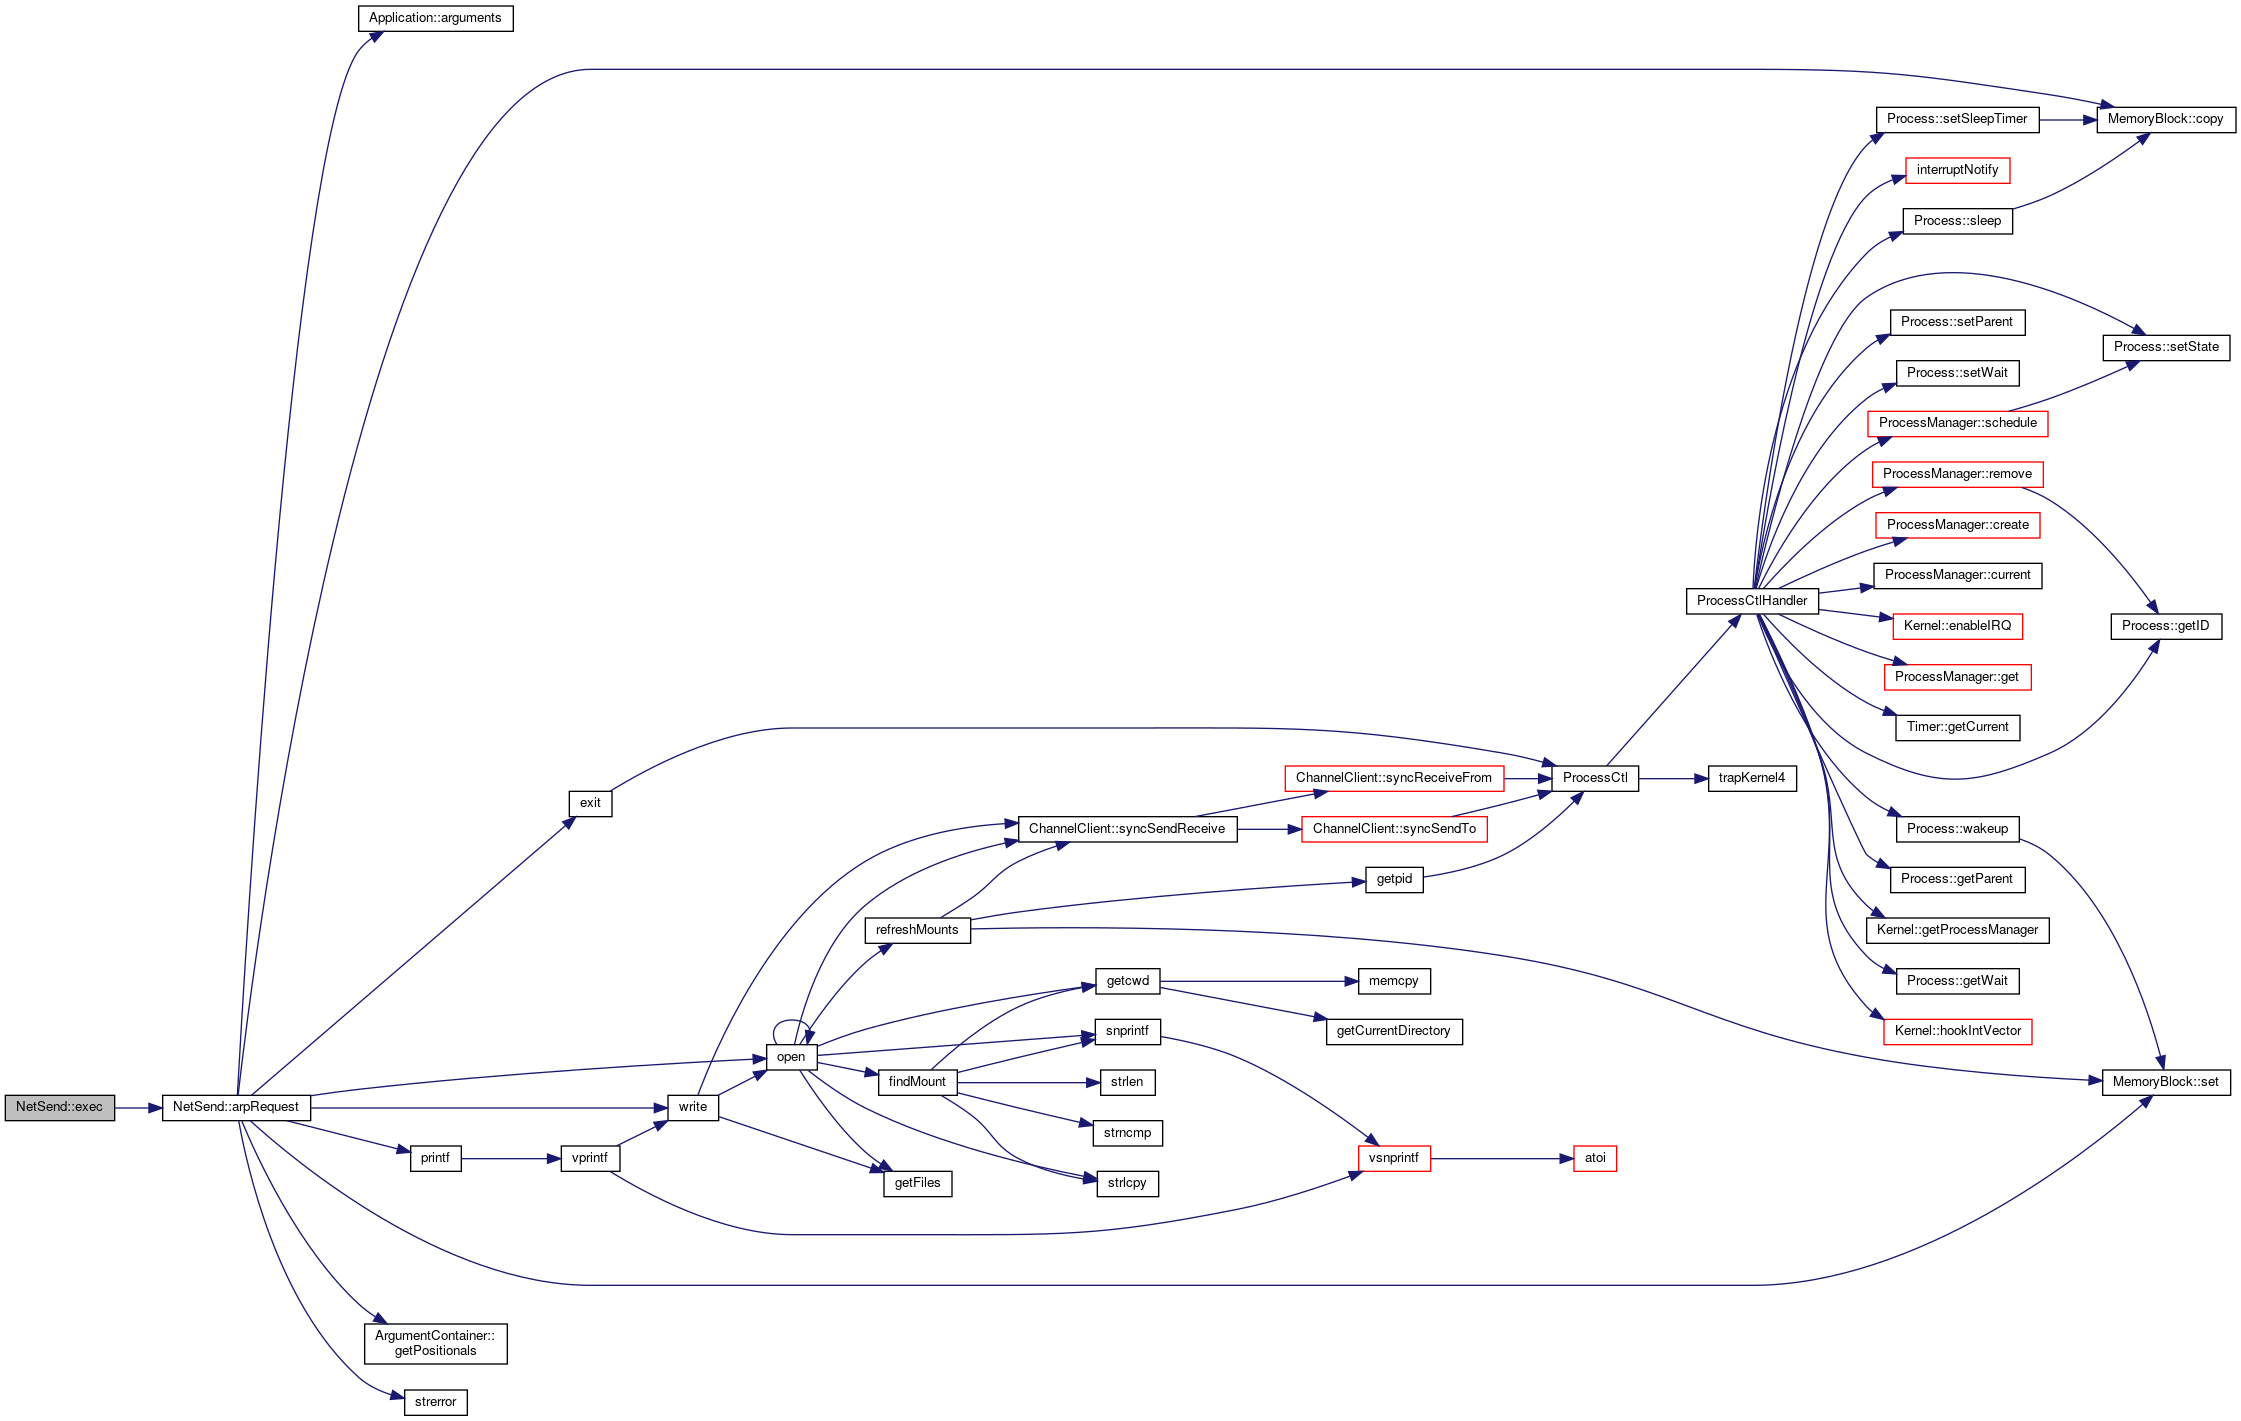 Application::arguments
MemoryBlock::copy
Process::setSleepTimer
interruptNotify
Process::sleep
Process::setParent
Process::setState
Process::setWait
ProcessManager::schedule
ProcessManager::remove
ProcessManager::create
ProcessManager::current
ProcessCtlHandler
Kernel::enableIRQ
Process::getID
ProcessManager::get
Timer::getCurrent
ChannelClient::syncReceiveFrom
ProcessCtl
trapKernel4
exit
ChannelClient::syncSendReceive
ChannelClient::syncSendTo
Process::wakeup
getpid
Process::getParent
refreshMounts
Kernel::getProcessManager
getcwd
memcpy
Process::getWait
snprintf
getCurrentDirectory
Kernel::hookIntVector
open
findMount
strlen
MemoryBlock::set
NetSend::exec
NetSend::arpRequest
write
strncmp
printf
vprintf
vsnprintf
atoi
getFiles
strlcpy
ArgumentContainer::
getPositionals
strerror